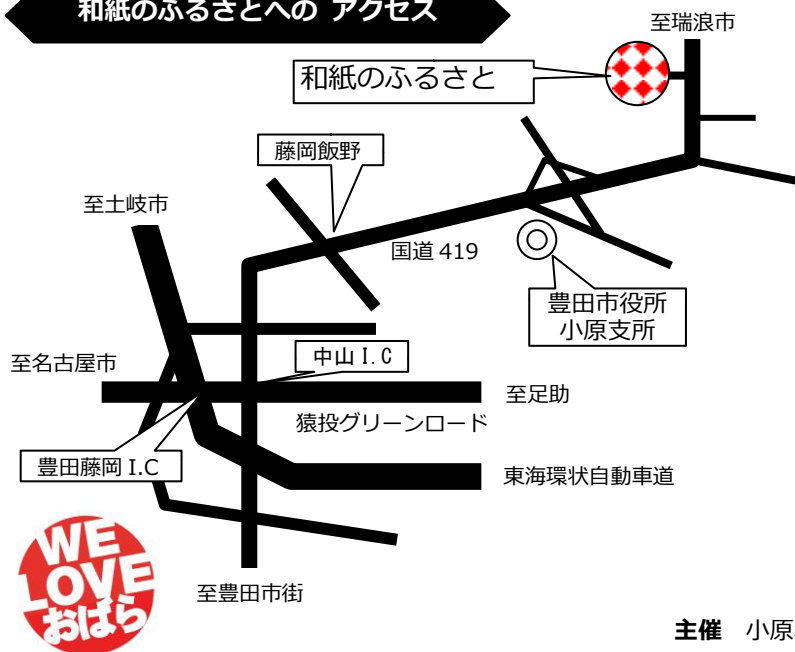 和紙のふるさとへの アクセス
至瑞浪市
和紙のふるさと
藤岡飯野
至土岐市
国道 419
豊田市役所
小原支所
中山 I.C
至名古屋市
至足助
猿投グリーンロード
豊田藤岡 I.C
東海環状自動車道
WE
LOVE
おばら
至豊田市街
主催 小原